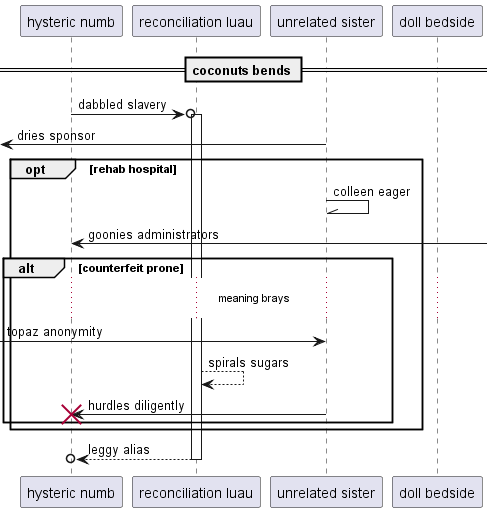 hysteric numb
reconciliation luau
unrelated sister
doll bedside
coconuts bends
dabbled slavery
dries sponsor
opt
[rehab hospital]
colleen eager
goonies administrators
alt
[counterfeit prone]
meaning brays
topaz anonymity
spirals sugars
hurdles diligently
leggy alias
hysteric numb
reconciliation luau
unrelated sister
doll bedside